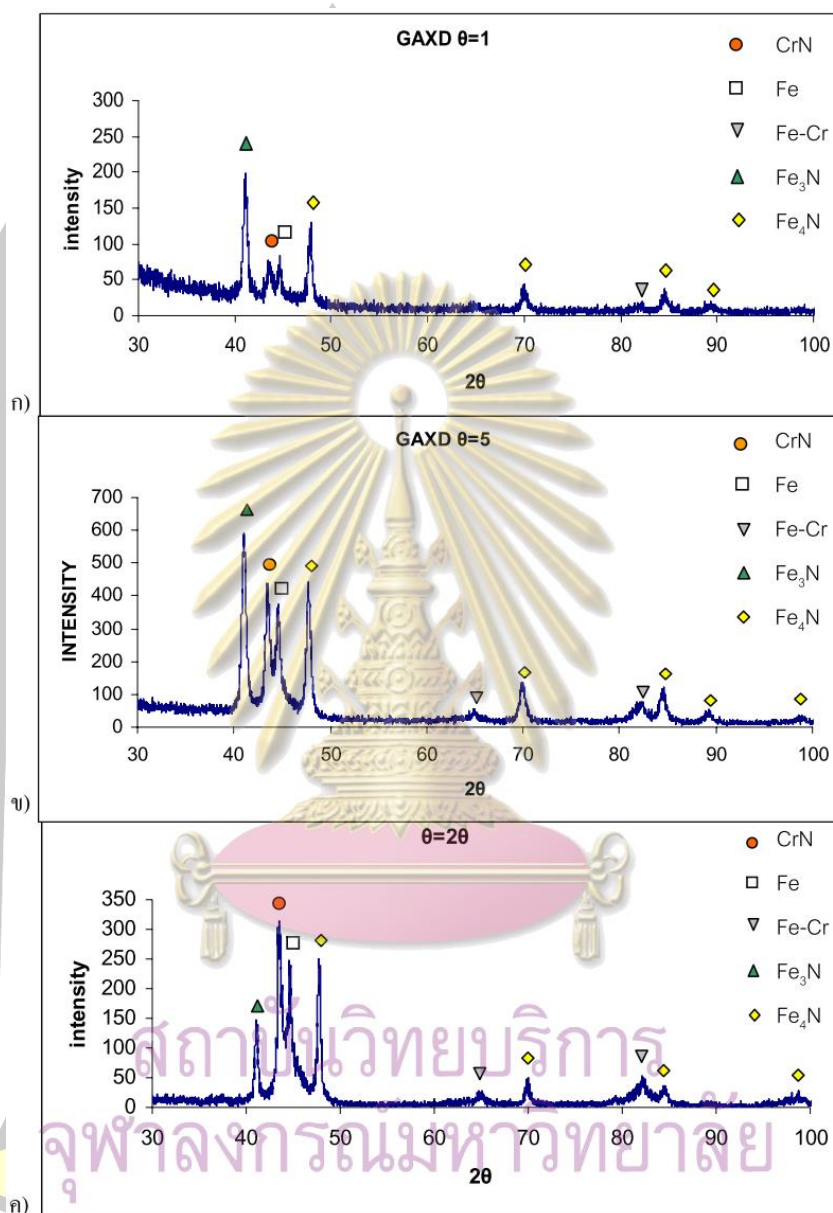 GAXD θ=1
CrN
Fe
Fe-Cr
Fe₃N
Fe₄N
intensity
300
250
200
150
100
50
0
30 40 50 60 70 80 90 100
2θ
ก)
GAXD θ=5
CrN
Fe
Fe-Cr
Fe₃N
Fe₄N
INTENSITY
700
600
500
400
300
200
100
0
30 40 50 60 70 80 90 100
2θ
ข)
θ=2θ
CrN
Fe
Fe-Cr
Fe₃N
Fe₄N
intensity
350
300
250
200
150
100
50
0
30 40 50 60 70 80 90 100
2θ
ค)
สถาบันวิทยบริการ
จุฬาลงกรณ์มหาวิทยาลัย